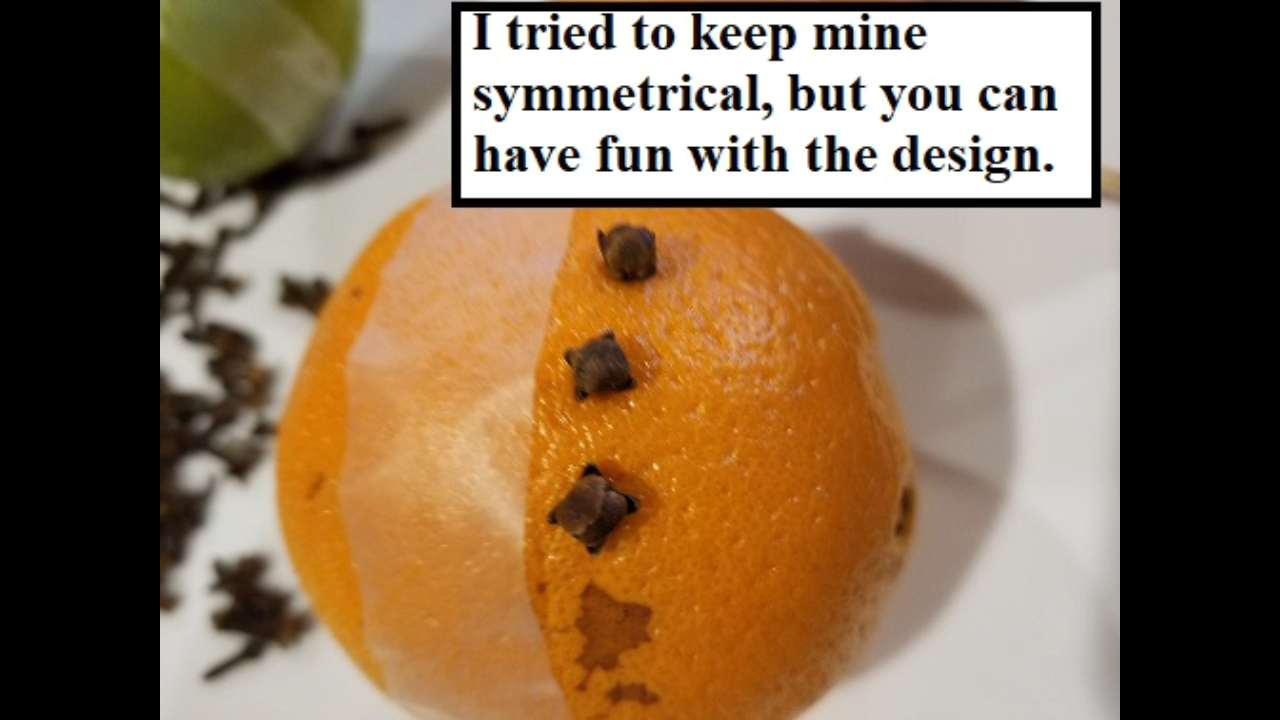 I tried to keep mine
symmetrical, but you can
have fun with the design.